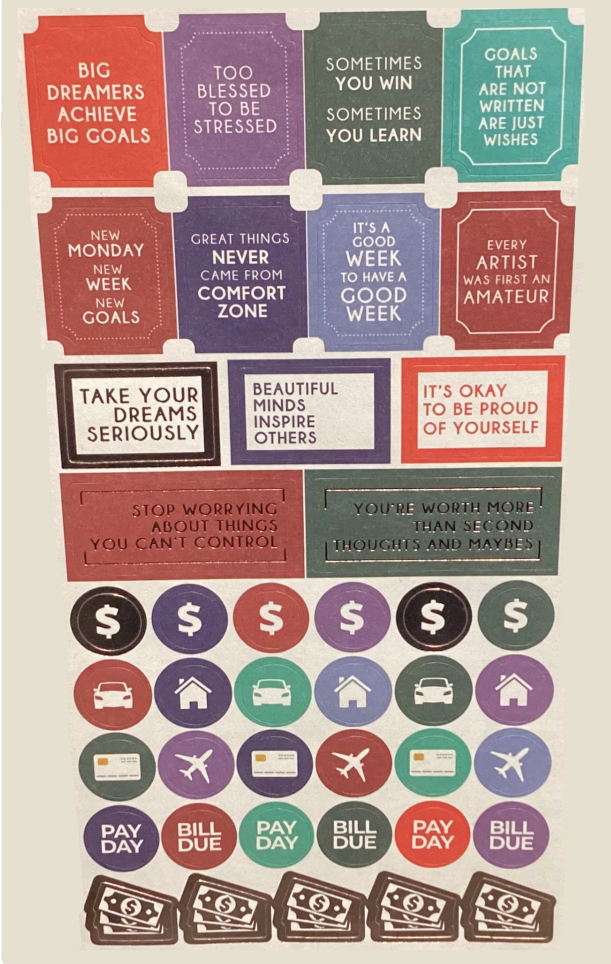 BIG
DREAMERS
ACHIEVE
BIG GOALS
TOO
BLESSED
TO BE
STRESSED
SOMETIMES
YOU WIN
SOMETIMES
YOU LEARN
GOALS
THAT
ARE NOT
WRITTEN
ARE JUST
WISHES
NEW
MONDAY
NEW
WEEK
NEW
GOALS
GREAT THINGS
NEVER
CAME FROM
COMFORT
ZONE
IT'S A
GOOD
WEEK
TO HAVE A
GOOD
WEEK
EVERY
ARTIST
WAS FIRST AN
AMATEUR
TAKE YOUR
DREAMS
SERIOUSLY
BEAUTIFUL
MINDS
INSPIRE
OTHERS
IT'S OKAY
TO BE PROUD
OF YOURSELF
STOP WORRYING
ABOUT THINGS
YOU CAN'T CONTROL
YOU'RE WORTH MORE
THAN SECOND
THOUGHTS AND MAYBES
$ $ $ $ $ $
PAY
DAY
BILL
DUE
PAY
DAY
BILL
DUE
PAY
DAY
BILL
DUE
$ $ $ $ $